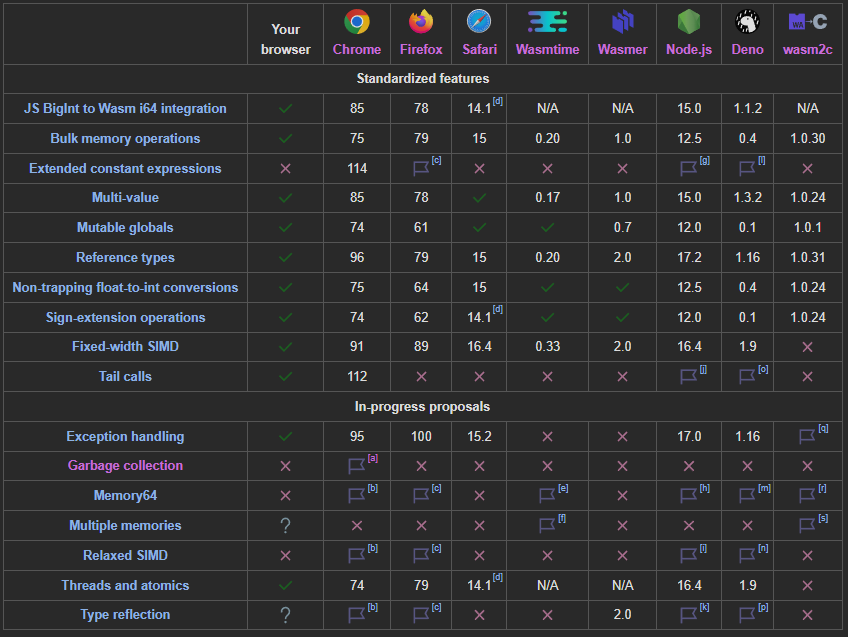 Your browser Chrome Firefox Safari Wasmtime Wasmer Node.js Deno wasm2c
Standardized features
JS BigInt to Wasm i64 integration 85 78 14.1[d] N/A N/A 15.0 1.1.2 N/A
Bulk memory operations 75 79 15 0.20 1.0 12.5 0.4 1.0.30
Extended constant expressions 114 [c] [g] [l]
Multi-value 85 78 0.17 1.0 15.0 1.3.2 1.0.24
Mutable globals 74 61 0.7 12.0 0.1 1.0.1
Reference types 96 79 15 0.20 2.0 17.2 1.16 1.0.31
Non-trapping float-to-int conversions 75 64 15 12.5 0.4 1.0.24
Sign-extension operations 74 62 14.1[d] 12.0 0.1 1.0.24
Fixed-width SIMD 91 89 16.4 0.33 2.0 16.4 1.9
Tail calls 112 [j] [o]
In-progress proposals
Exception handling 95 100 15.2 17.0 1.16 [q]
Garbage collection [a]
Memory64 [b] [c] [e] [h] [m] [r]
Multiple memories ? [f] [s]
Relaxed SIMD [b] [c] [i] [n]
Threads and atomics 74 79 14.1[d] N/A N/A 16.4 1.9
Type reflection ? [b] [c] 2.0 [k] [p]